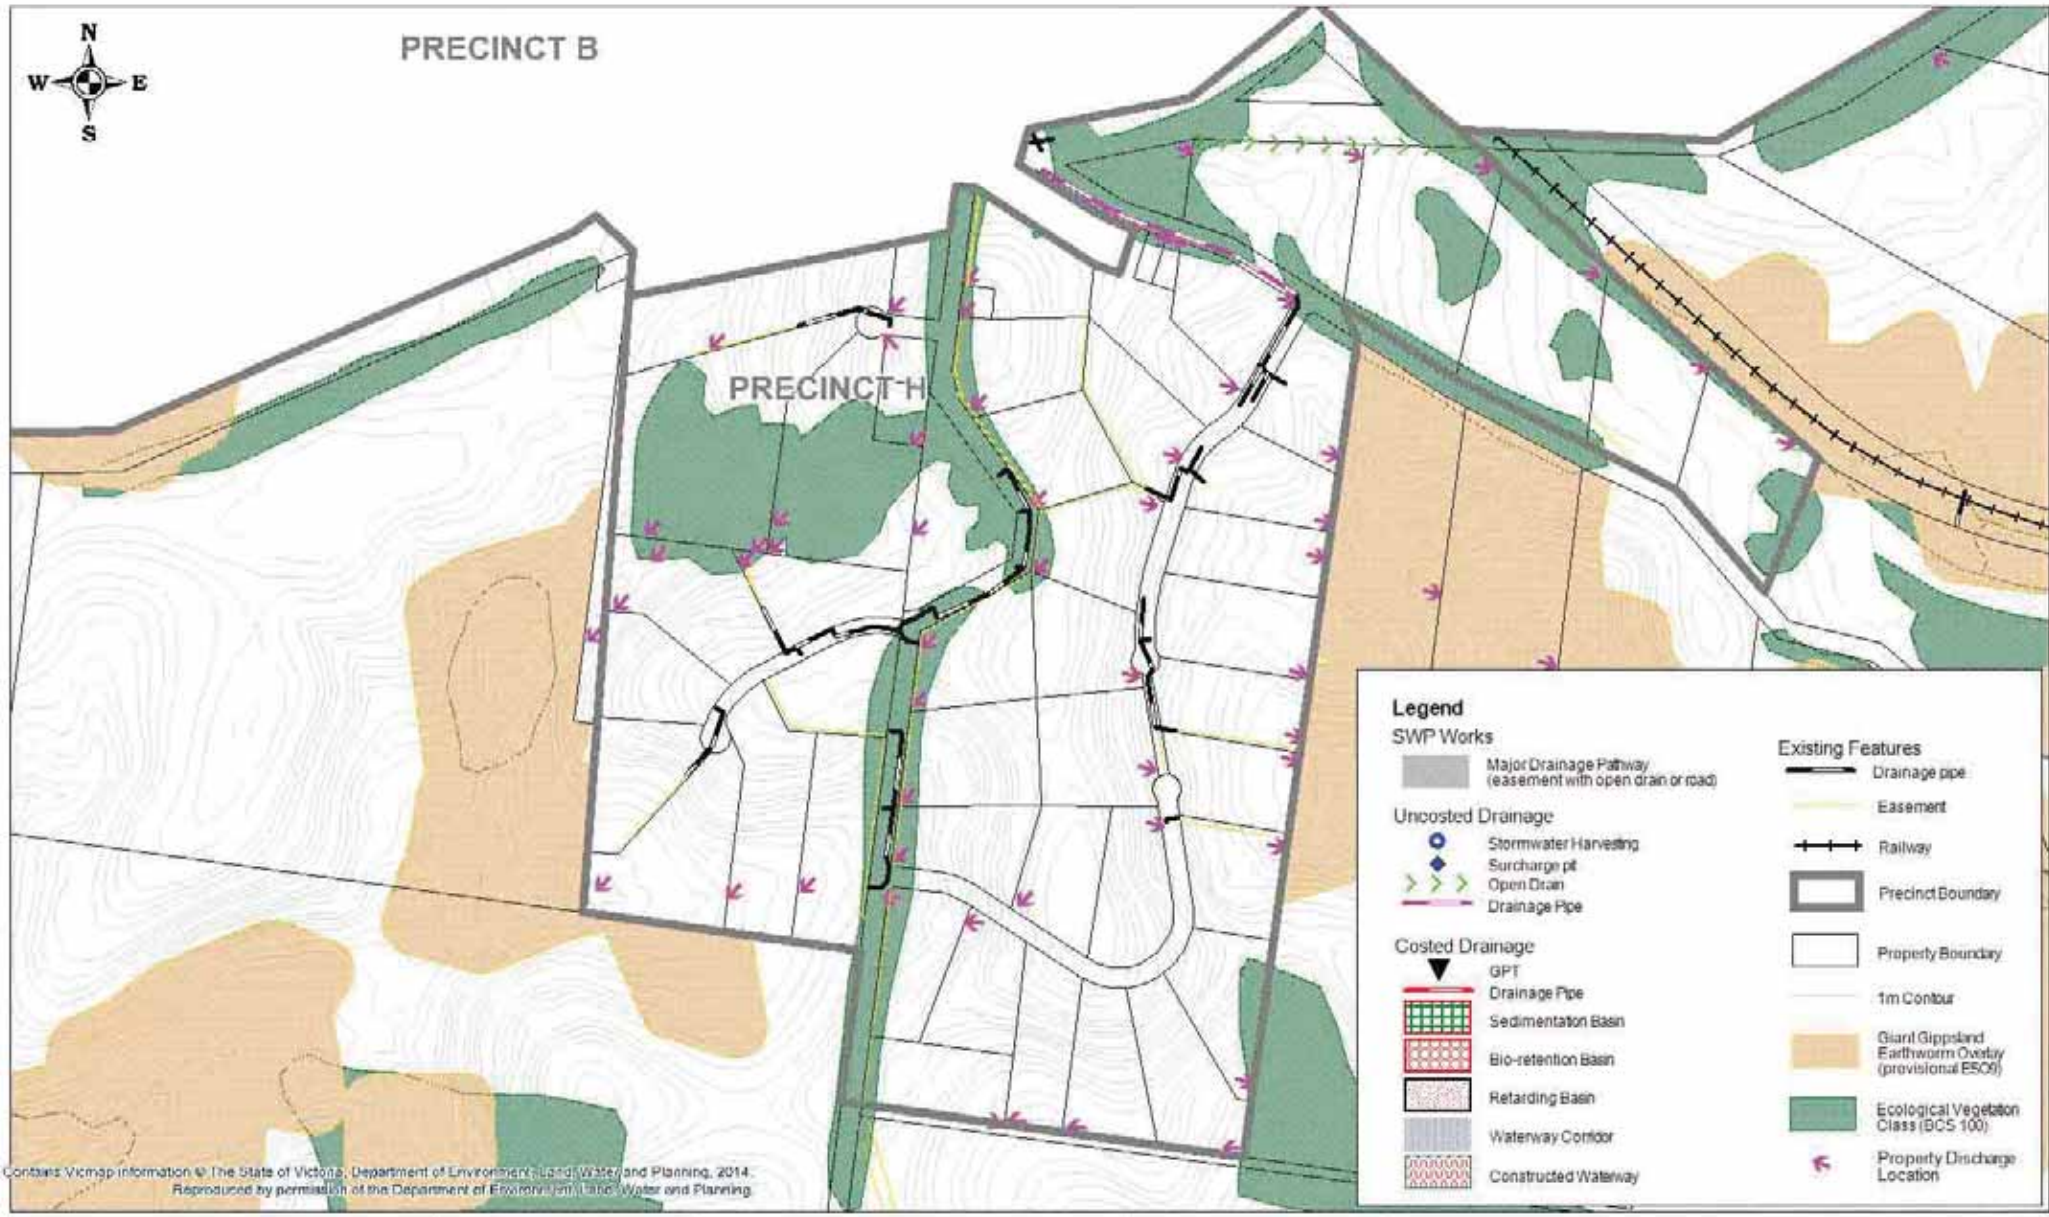 N
W E
S
PRECINCT B
PRECINCT H
Legend
SWP Works
Major Drainage Pathway
(easement with open drain or road)
Uncosted Drainage
Stormwater Harvesting
Surcharge pit
Open Drain
Drainage Pipe
Costed Drainage
GPT
Drainage Pipe
Sedimentation Basin
Bio-retention Basin
Retarding Basin
Waterway Corridor
Constructed Waterway
Existing Features
Drainage pipe
Easement
Railway
Precinct Boundary
Property Boundary
1m Contour
Giant Gippsland
Earthworm Overlay
(provisional ESO9)
Ecological Vegetation
Class (BCS 100)
Property Discharge
Location
Contains Vicmap information © The State of Victoria, Department of Environment, Land, Water and Planning, 2014.
Reproduced by permission of the Department of Environment, Land, Water and Planning.